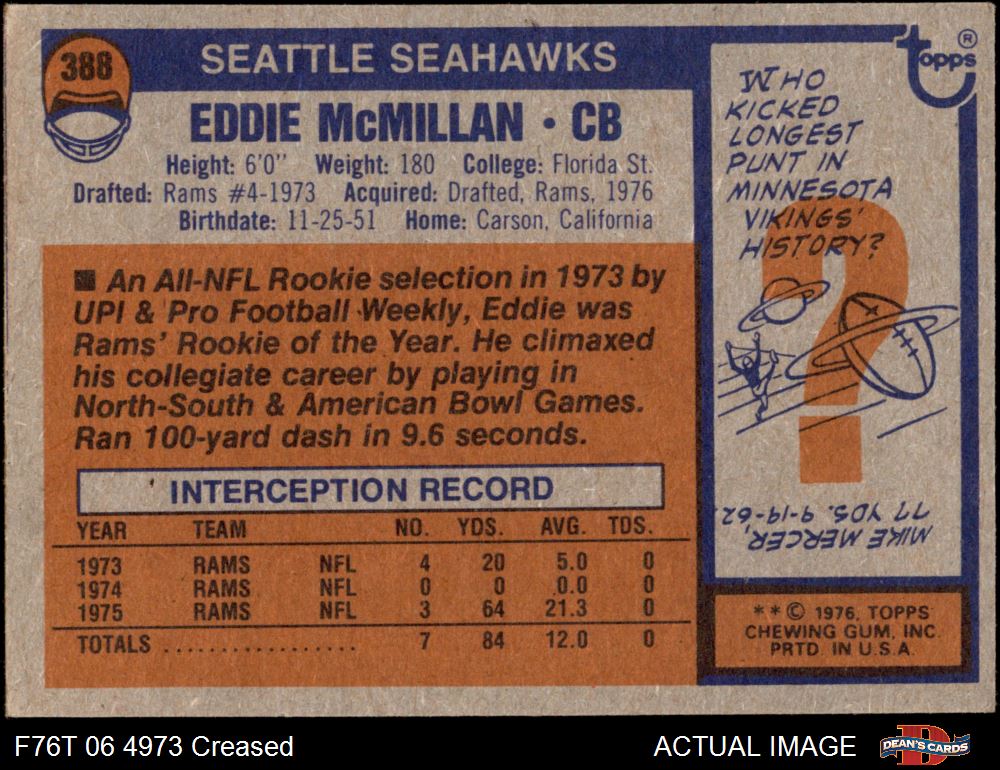 388
SEATTLE SEAHAWKS
EDDIE McMILLAN • CB
Height: 6'0" Weight: 180 College: Florida St.
Drafted: Rams #4-1973 Acquired: Drafted, Rams, 1976
Birthdate: 11-25-51 Home: Carson, California
■ An All-NFL Rookie selection in 1973 by
UPI & Pro Football Weekly, Eddie was
Rams' Rookie of the Year. He climaxed
his collegiate career by playing in
North-South & American Bowl Games.
Ran 100-yard dash in 9.6 seconds.
INTERCEPTION RECORD
YEAR TEAM NO. YDS. AVG. TDS.
1973 RAMS NFL 4 20 5.0 0
1974 RAMS NFL 0 0 0.0 0
1975 RAMS NFL 3 64 21.3 0
TOTALS ................. 7 84 12.0 0
Topps®
WHO
KICKED
LONGEST
PUNT IN
MINNESOTA
VIKINGS'
HISTORY?
MIKE MERCER,
77 YDS. 9-19-62
**© 1976, TOPPS
CHEWING GUM, INC.
PRTD. IN U.S.A.
F76T 06 4973 Creased
ACTUAL IMAGE
D
DEAN'S CARDS